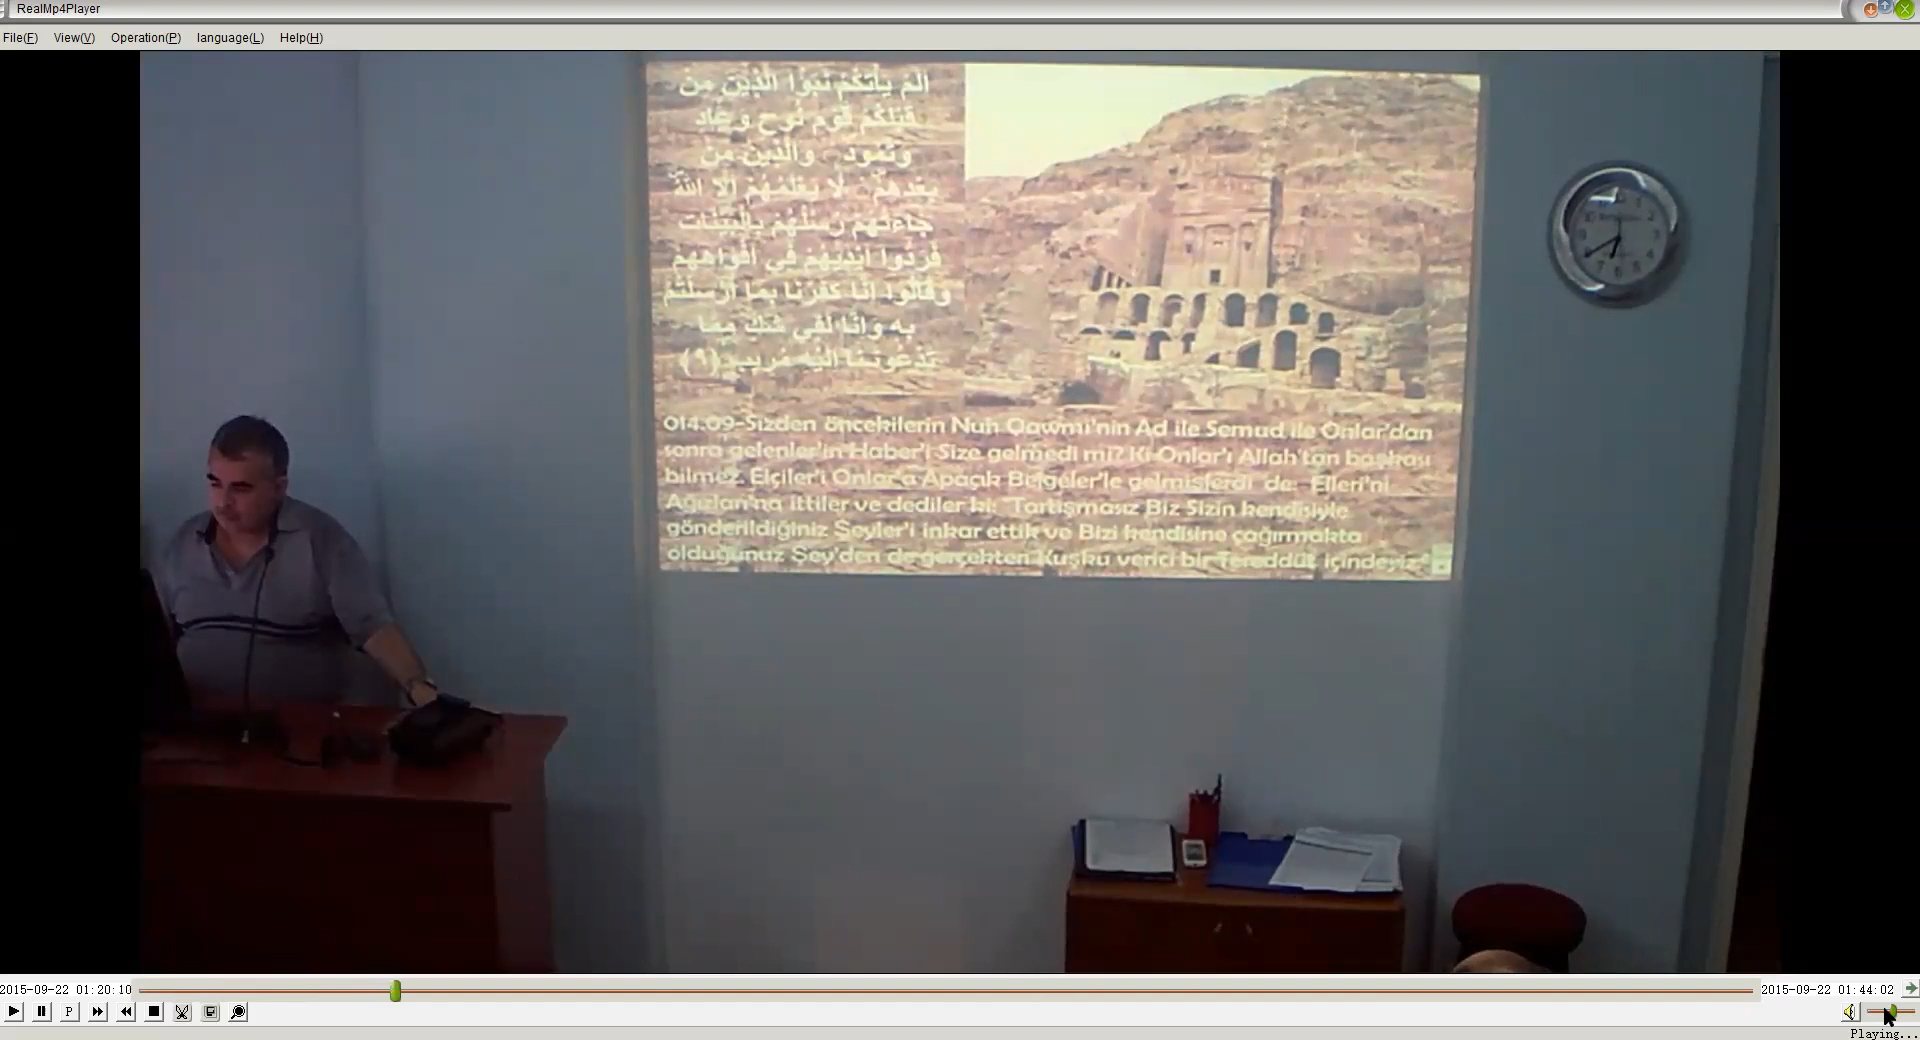 RealMp4Player
File(F) View(V) Operation(P) language(L) Help(H)
الم يأتكم نبؤا الذين من
قبلكم قوم نوح وعاد
وثمود والذين من
بعدهم لا يعلمهم إلا الله
جاءتهم رسلهم بالبينات
فردوا ايديهم في أفواههم
وقالوا انا كفرنا بما أرسلتم
به وانا لفي شك مما
تدعوننا اليه مريب (٩)
014.09-Sizden öncekilerin Nuh Qawmi'nin Ad ile Semud ile Onlar'dan
sonra gelenler'in Haber'i Size gelmedi mi? Ki Onlar'ı Allah'tan başkası
bilmez. Elçiler'i Onlar'a Apaçık Belgeler'le gelmişlerdi de: Elleri'ni
Ağızları'na ittiler ve dediler ki: "Tartışmasız Biz Sizin kendisiyle
gönderildiğiniz Şeyler'i inkar ettik ve Bizi kendisine çağırmakta
olduğunuz Şey'den de gerçekten Kuşku verici bir Tereddüt içindeyiz."
2015-09-22 01:20:10
2015-09-22 01:44:02
P
Playing...